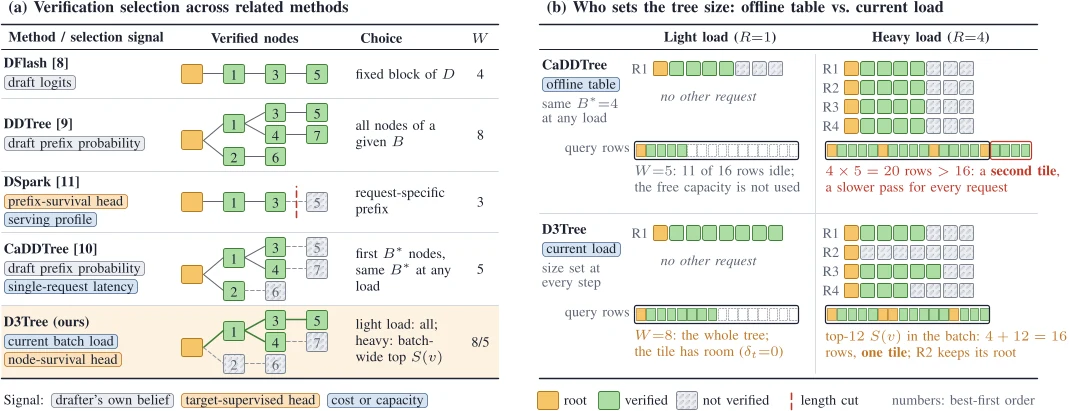 (a) Verification selection across related methods
Method / selection signal Verified nodes Choice W
DFlash [8]
draft logits
1 3 5
fixed block of D
4
DDTree [9]
draft prefix probability
1 3 5
4 7
2 6
all nodes of a
given B
8
DSpark [11]
prefix-survival head
serving profile
1 3 5
request-specific
prefix
3
CaDDTree [10]
draft prefix probability
single-request latency
1 3 5
4 7
2 6
first B* nodes,
same B* at any
load
5
D3Tree (ours)
current batch load
node-survival head
1 3 5
4 7
2 6
light load: all;
heavy: batch-
wide top S(v)
8/5
Signal: drafter's own belief target-supervised head cost or capacity
(b) Who sets the tree size: offline table vs. current load
Light load (R=1) Heavy load (R=4)
CaDDTree
offline table
same B*=4
at any load
R1
no other request
query rows
W=5: 11 of 16 rows idle;
the free capacity is not used
R1
R2
R3
R4
4 × 5 = 20 rows > 16: a second tile,
a slower pass for every request
D3Tree
current load
size set at
every step
R1
no other request
query rows
W=8: the whole tree;
the tile has room (δt=0)
R1
R2
R3
R4
top-12 S(v) in the batch: 4 + 12 = 16
rows, one tile; R2 keeps its root
root verified not verified length cut numbers: best-first order